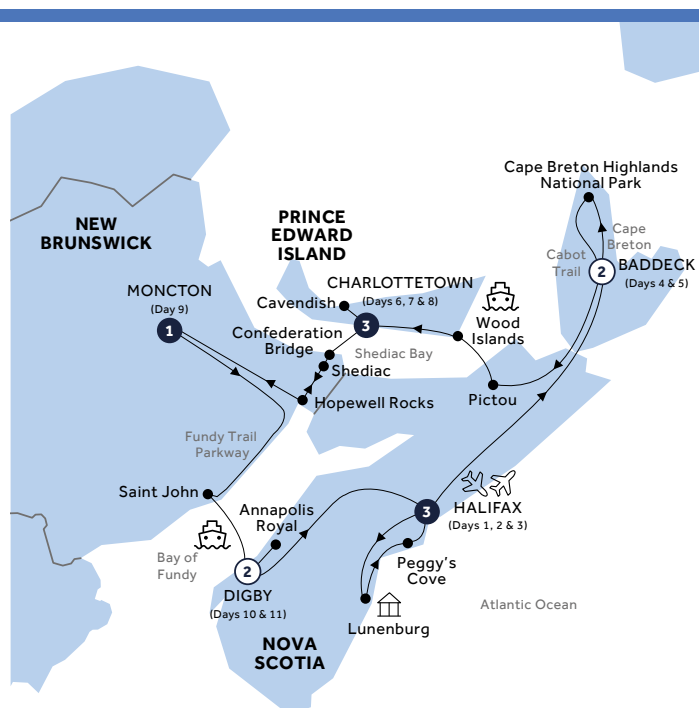 Cape Breton Highlands
National Park
NEW
BRUNSWICK
PRINCE
EDWARD
ISLAND
Cape
Breton
Cabot
Trail
2
BADDECK
(Days 4 & 5)
MONCTON
(Day 9)
1
CHARLOTTETOWN
(Days 6, 7 & 8)
Cavendish
3
Wood
Islands
Confederation
Bridge
Shediac Bay
Shediac
Pictou
Hopewell Rocks
Fundy Trail
Parkway
Saint John
Annapolis
Royal
3
HALIFAX
(Days 1, 2 & 3)
Bay of
Fundy
2
DIGBY
(Days 10 & 11)
Peggy's
Cove
Atlantic Ocean
Lunenburg
NOVA
SCOTIA